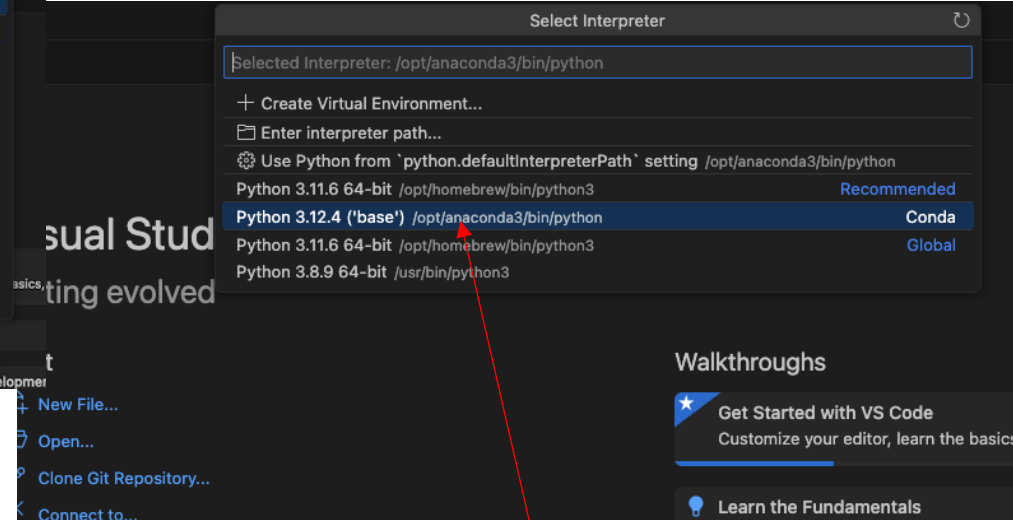 Select Interpreter
Selected Interpreter: /opt/anaconda3/bin/python
Create Virtual Environment...
Enter interpreter path...
Use Python from `python.defaultInterpreterPath` setting /opt/anaconda3/bin/python
Python 3.11.6 64-bit /opt/homebrew/bin/python3 Recommended
Python 3.12.4 ('base') /opt/anaconda3/bin/python Conda
Python 3.11.6 64-bit /opt/homebrew/bin/python3 Global
Python 3.8.9 64-bit /usr/bin/python3
sual Stud
asics,
ting evolved
t
elopmen
New File...
Open...
Clone Git Repository...
Connect to...
Walkthroughs
Get Started with VS Code
Customize your editor, learn the basics
Learn the Fundamentals